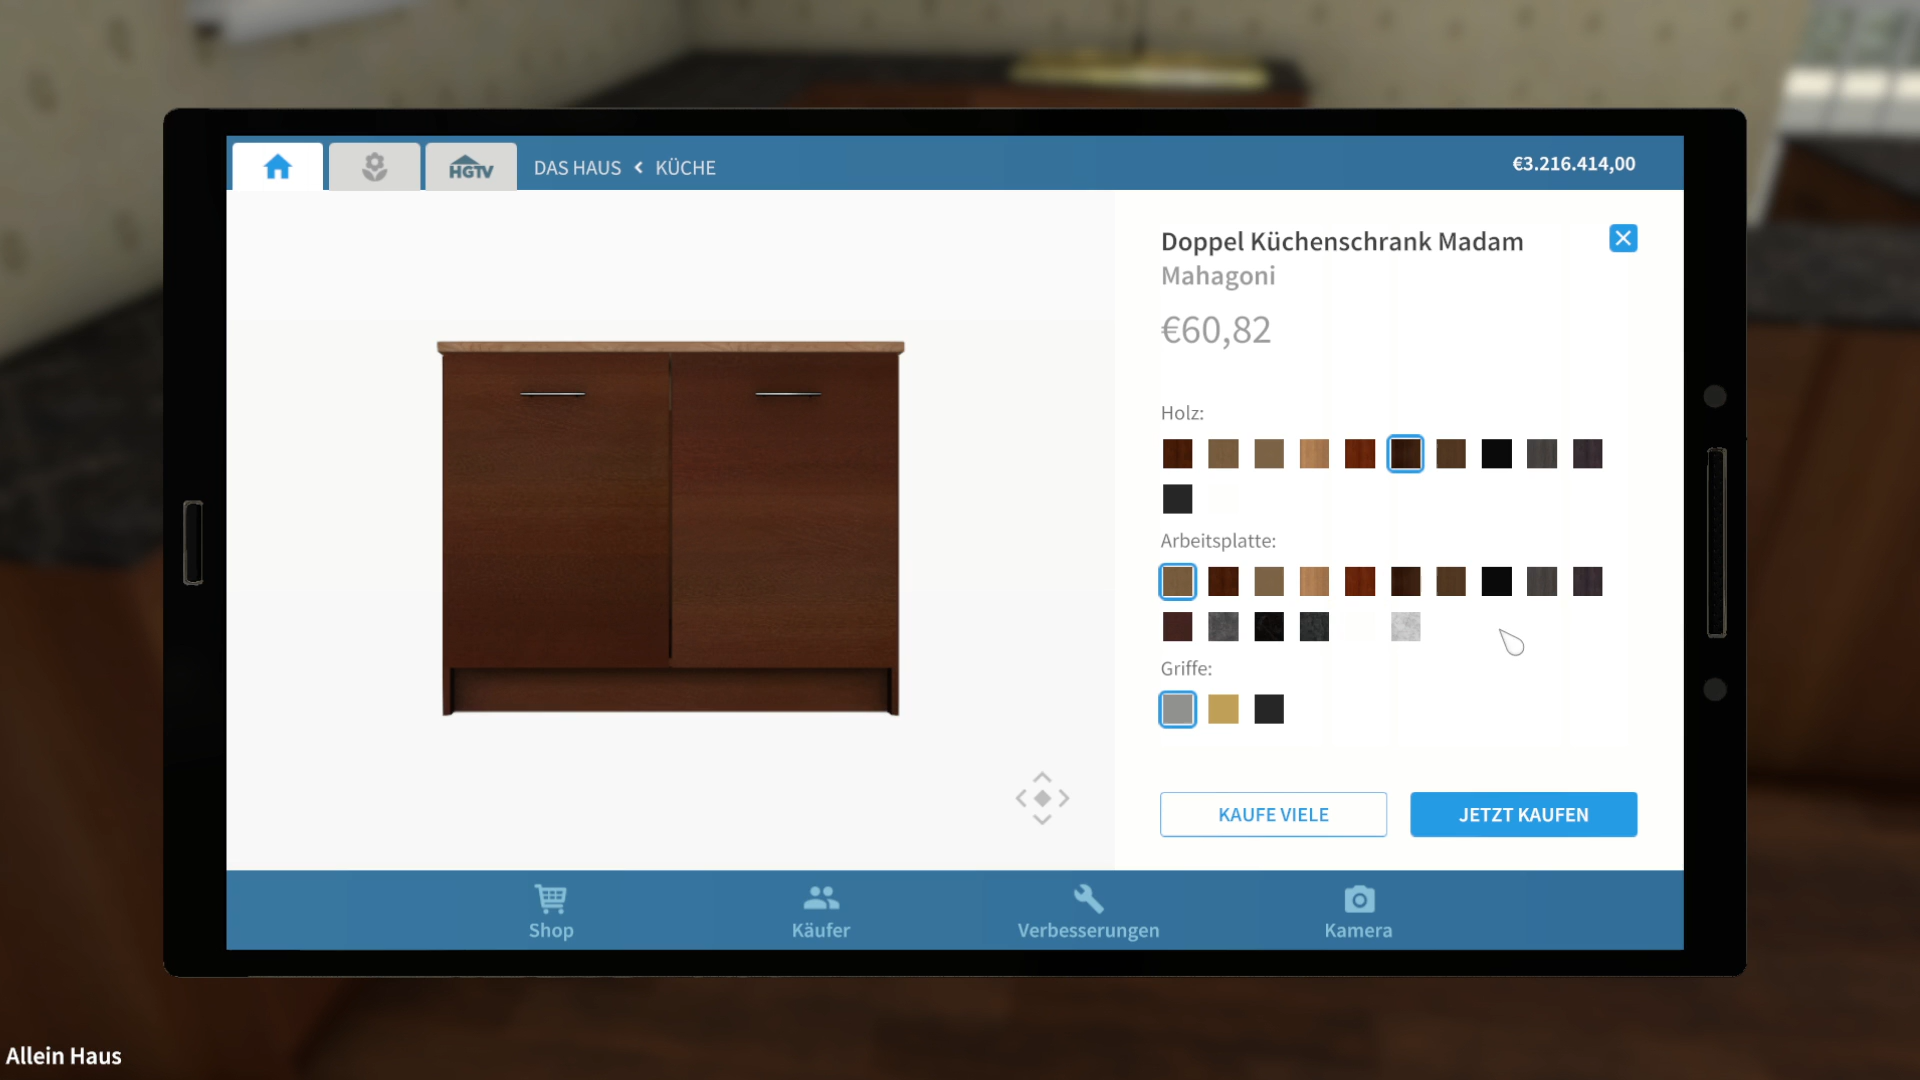 HGTV
DAS HAUS < KÜCHE
€3.216.414,00
Doppel Küchenschrank Madam
Mahagoni
€60,82
Holz:
Arbeitsplatte:
Griffe:
KAUFE VIELE
JETZT KAUFEN
Shop
Käufer
Verbesserungen
Kamera
Allein Haus